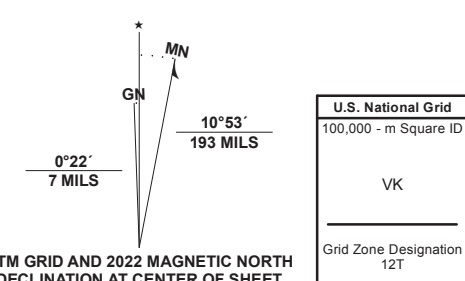 ★
MN
GN
10°53´
193 MILS
0°22´
7 MILS
TM GRID AND 2022 MAGNETIC NORTH
DECLINATION AT CENTER OF SHEET
U.S. National Grid
100,000 - m Square ID
VK
Grid Zone Designation
12T